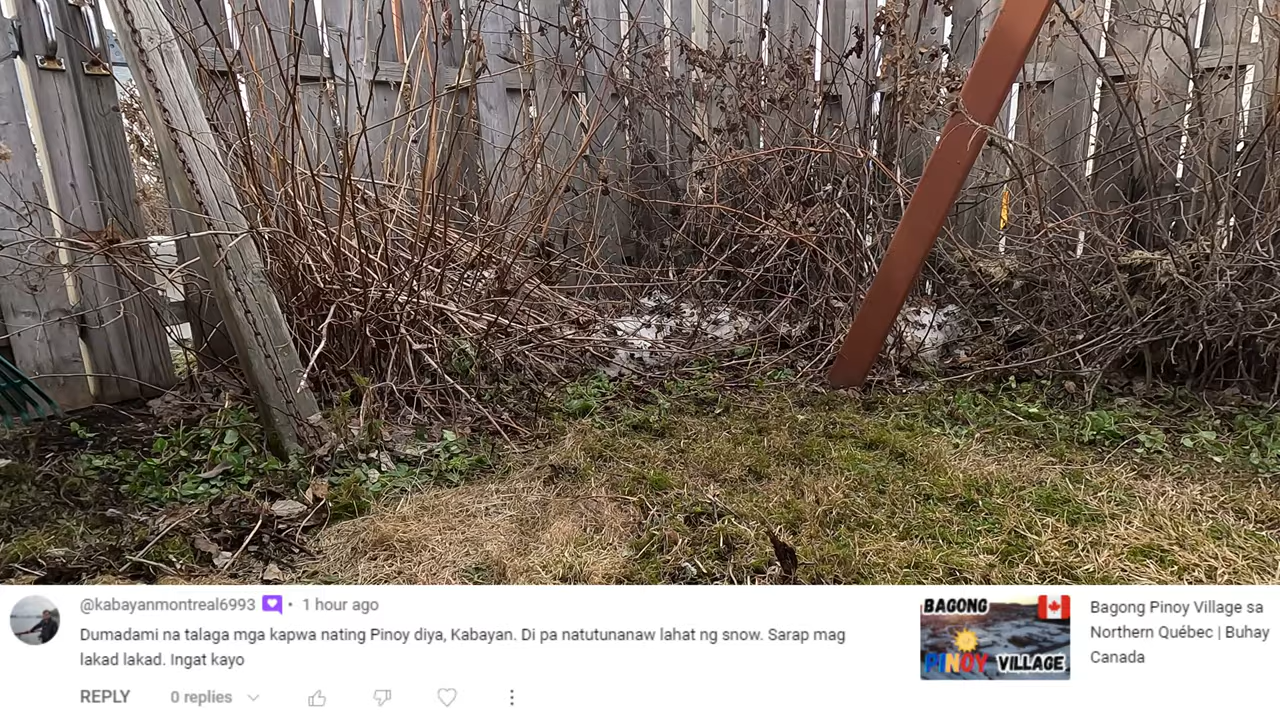 @kabayanmontreal6993 • 1 hour ago
Dumadami na talaga mga kapwa nating Pinoy diya, Kabayan. Di pa natutunanaw lahat ng snow. Sarap mag
lakad lakad. Ingat kayo
REPLY 0 replies
BAGONG
PINOY VILLAGE
Bagong Pinoy Village sa
Northern Québec | Buhay
Canada